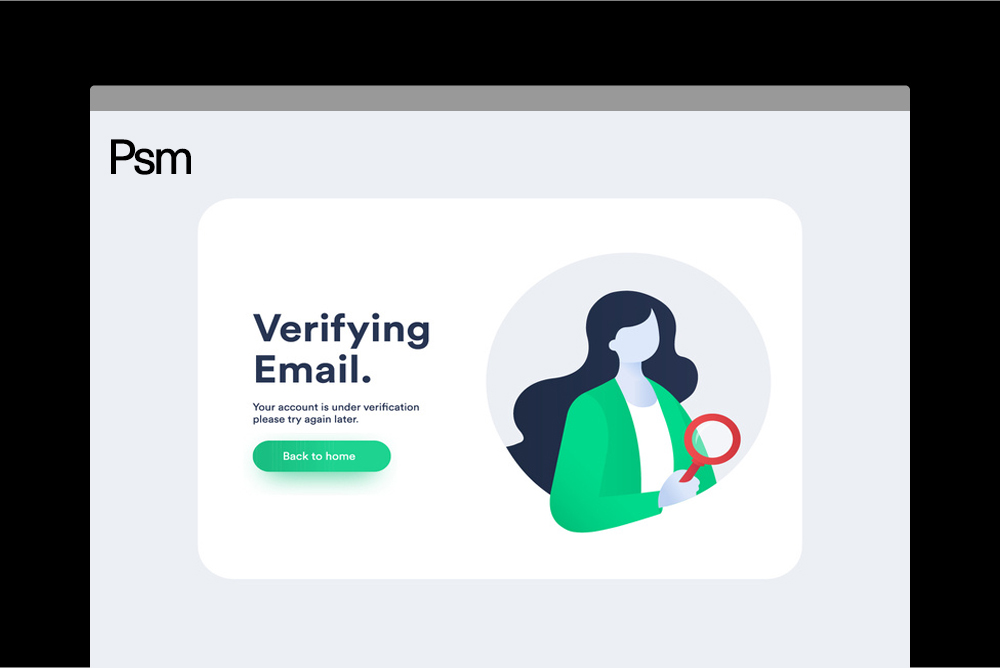 Psm
Verifying
Email.
Your account is under verification
please try again later.
Back to home